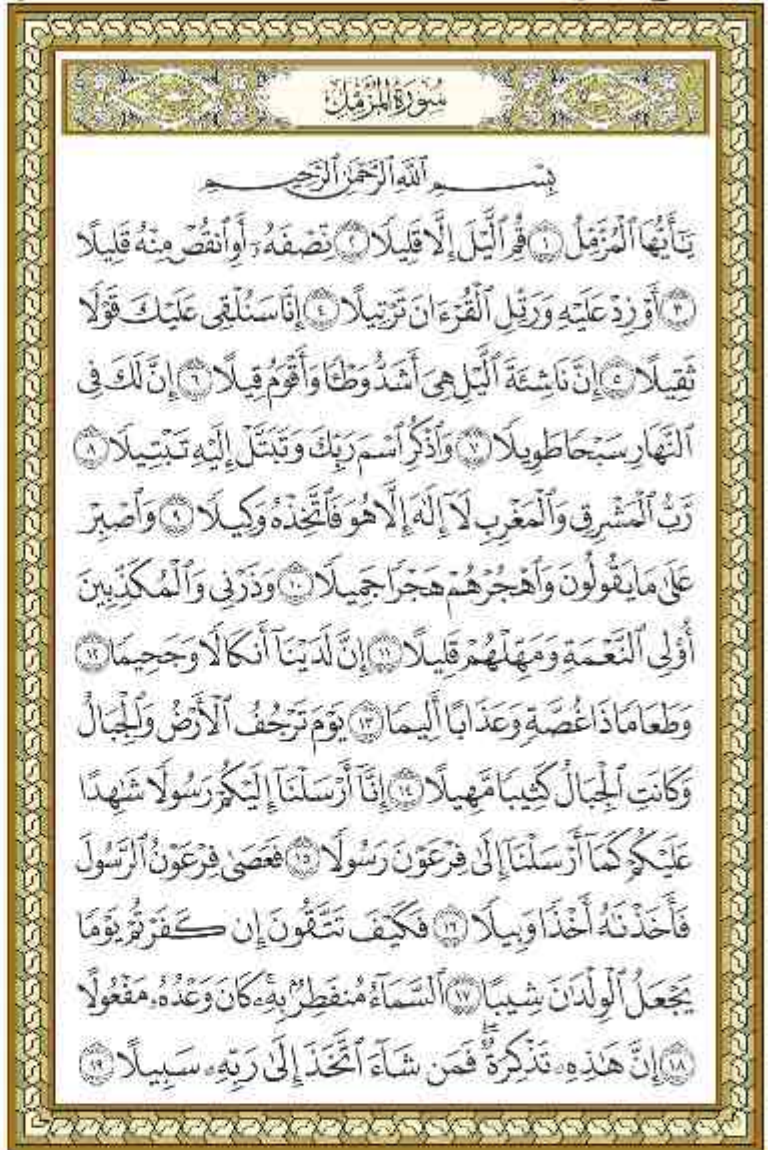 سُورَةُ الْمُزَّمِّلِ
بِسْمِ ٱللَّهِ ٱلرَّحْمَٰنِ ٱلرَّحِيمِ
يَٰٓأَيُّهَا ٱلْمُزَّمِّلُ ١ قُمِ ٱلَّيْلَ إِلَّا قَلِيلًا ٢ نِّصْفَهُۥٓ أَوِ ٱنقُصْ مِنْهُ قَلِيلًا
٣ أَوْ زِدْ عَلَيْهِ وَرَتِّلِ ٱلْقُرْءَانَ تَرْتِيلًا ٤ إِنَّا سَنُلْقِى عَلَيْكَ قَوْلًا
ثَقِيلًا ٥ إِنَّ نَاشِئَةَ ٱلَّيْلِ هِىَ أَشَدُّ وَطْـًٔا وَأَقْوَمُ قِيلًا ٦ إِنَّ لَكَ فِى
ٱلنَّهَارِ سَبْحًا طَوِيلًا ٧ وَٱذْكُرِ ٱسْمَ رَبِّكَ وَتَبَتَّلْ إِلَيْهِ تَبْتِيلًا ٨
رَّبُّ ٱلْمَشْرِقِ وَٱلْمَغْرِبِ لَآ إِلَٰهَ إِلَّا هُوَ فَٱتَّخِذْهُ وَكِيلًا ٩ وَٱصْبِرْ
عَلَىٰ مَا يَقُولُونَ وَٱهْجُرْهُمْ هَجْرًا جَمِيلًا ١٠ وَذَرْنِى وَٱلْمُكَذِّبِينَ
أُو۟لِى ٱلنَّعْمَةِ وَمَهِّلْهُمْ قَلِيلًا ١١ إِنَّ لَدَيْنَآ أَنكَالًا وَجَحِيمًا ١٢
وَطَعَامًا ذَا غُصَّةٍ وَعَذَابًا أَلِيمًا ١٣ يَوْمَ تَرْجُفُ ٱلْأَرْضُ وَٱلْجِبَالُ
وَكَانَتِ ٱلْجِبَالُ كَثِيبًا مَّهِيلًا ١٤ إِنَّآ أَرْسَلْنَآ إِلَيْكُمْ رَسُولًا شَٰهِدًا
عَلَيْكُمْ كَمَآ أَرْسَلْنَآ إِلَىٰ فِرْعَوْنَ رَسُولًا ١٥ فَعَصَىٰ فِرْعَوْنُ ٱلرَّسُولَ
فَأَخَذْنَٰهُ أَخْذًا وَبِيلًا ١٦ فَكَيْفَ تَتَّقُونَ إِن كَفَرْتُمْ يَوْمًا
يَجْعَلُ ٱلْوِلْدَٰنَ شِيبًا ١٧ ٱلسَّمَآءُ مُنفَطِرٌۢ بِهِۦ ۚ كَانَ وَعْدُهُۥ مَفْعُولًا
١٨ إِنَّ هَٰذِهِۦ تَذْكِرَةٌ ۖ فَمَن شَآءَ ٱتَّخَذَ إِلَىٰ رَبِّهِۦ سَبِيلًا ١٩